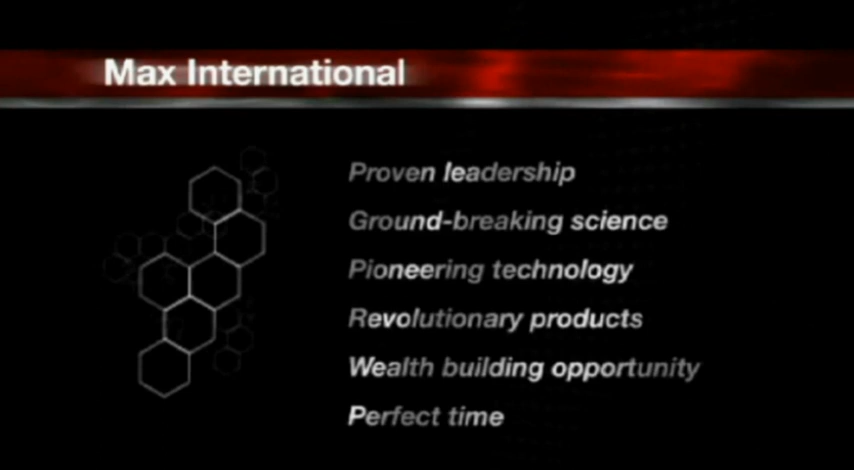 Max International
Proven leadership
Ground-breaking science
Pioneering technology
Revolutionary products
Wealth building opportunity
Perfect time